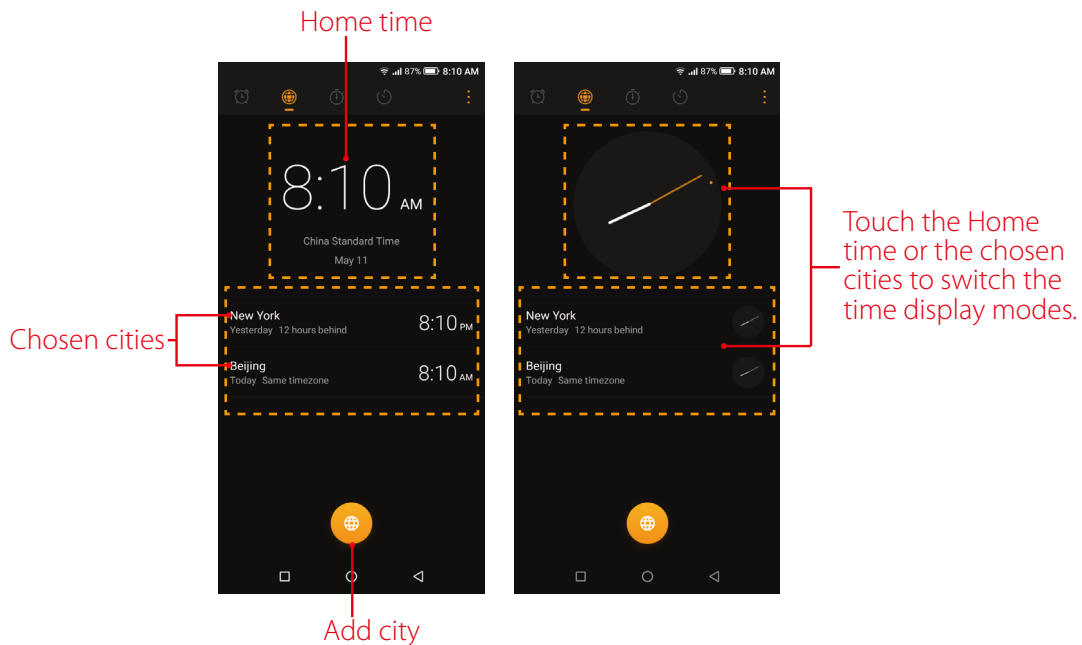 Home time
87% 8:10 AM
8:10 AM
China Standard Time
May 11
New York
Yesterday 12 hours behind
8:10 PM
Beijing
Today Same timezone
8:10 AM
Chosen cities
Add city
87% 8:10 AM
New York
Yesterday 12 hours behind
Beijing
Today Same timezone
Touch the Home
time or the chosen
cities to switch the
time display modes.